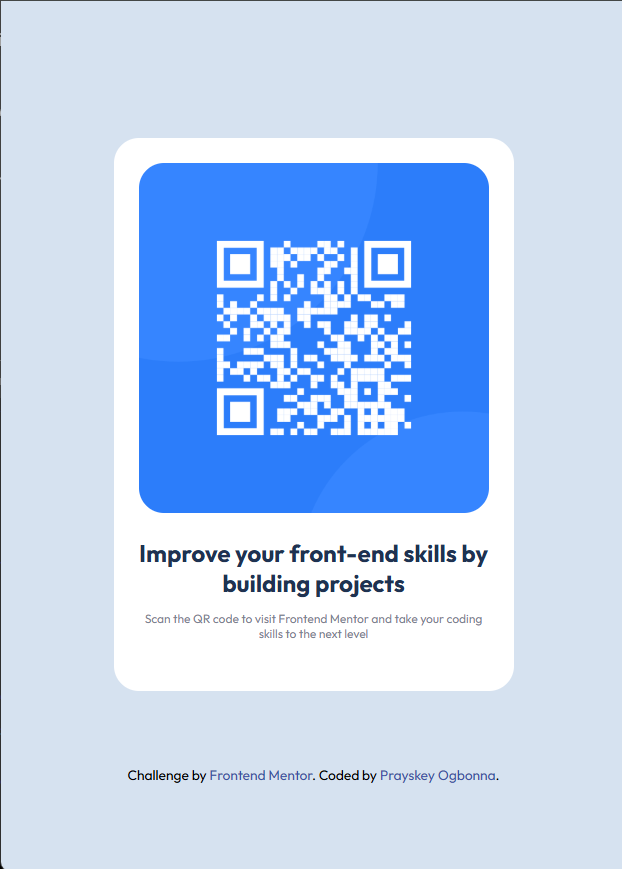 Improve your front-end skills by
building projects
Scan the QR code to visit Frontend Mentor and take your coding
skills to the next level
Challenge by Frontend Mentor. Coded by Prayskey Ogbonna.